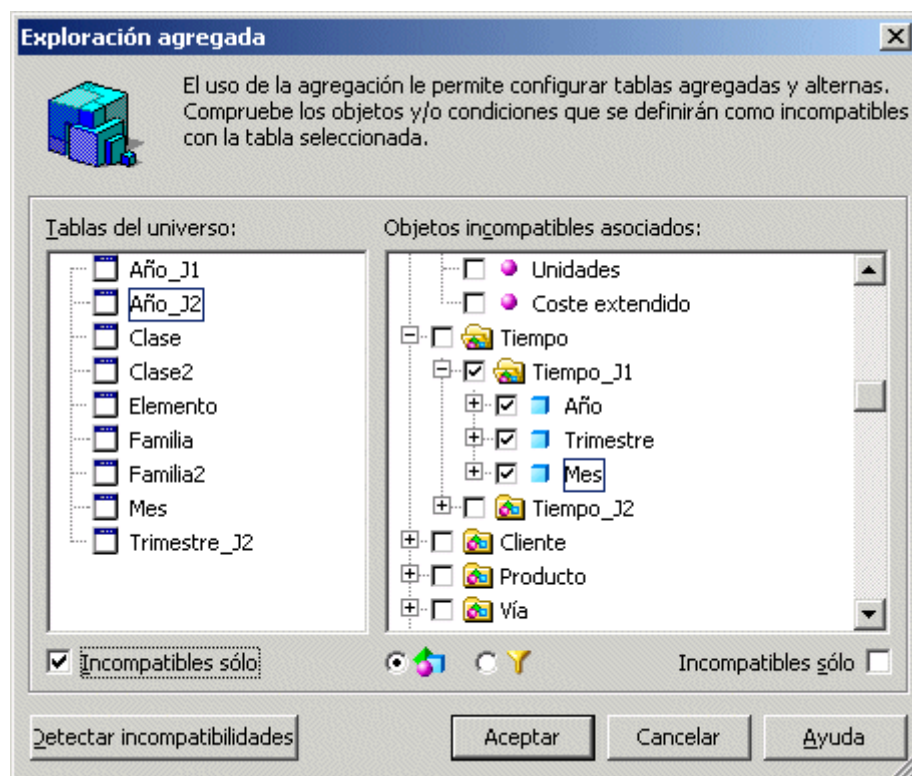 Exploración agregada
El uso de la agregación le permite configurar tablas agregadas y alternas.
Compruebe los objetos y/o condiciones que se definirán como incompatibles
con la tabla seleccionada.
Tablas del universo:
Año_J1
Año_J2
Clase
Clase2
Elemento
Familia
Familia2
Mes
Trimestre_J2
Incompatibles sólo
Objetos incompatibles asociados:
Unidades
Coste extendido
Tiempo
Tiempo_J1
Año
Trimestre
Mes
Tiempo_J2
Cliente
Producto
Vía
Incompatibles sólo
Detectar incompatibilidades
Aceptar
Cancelar
Ayuda